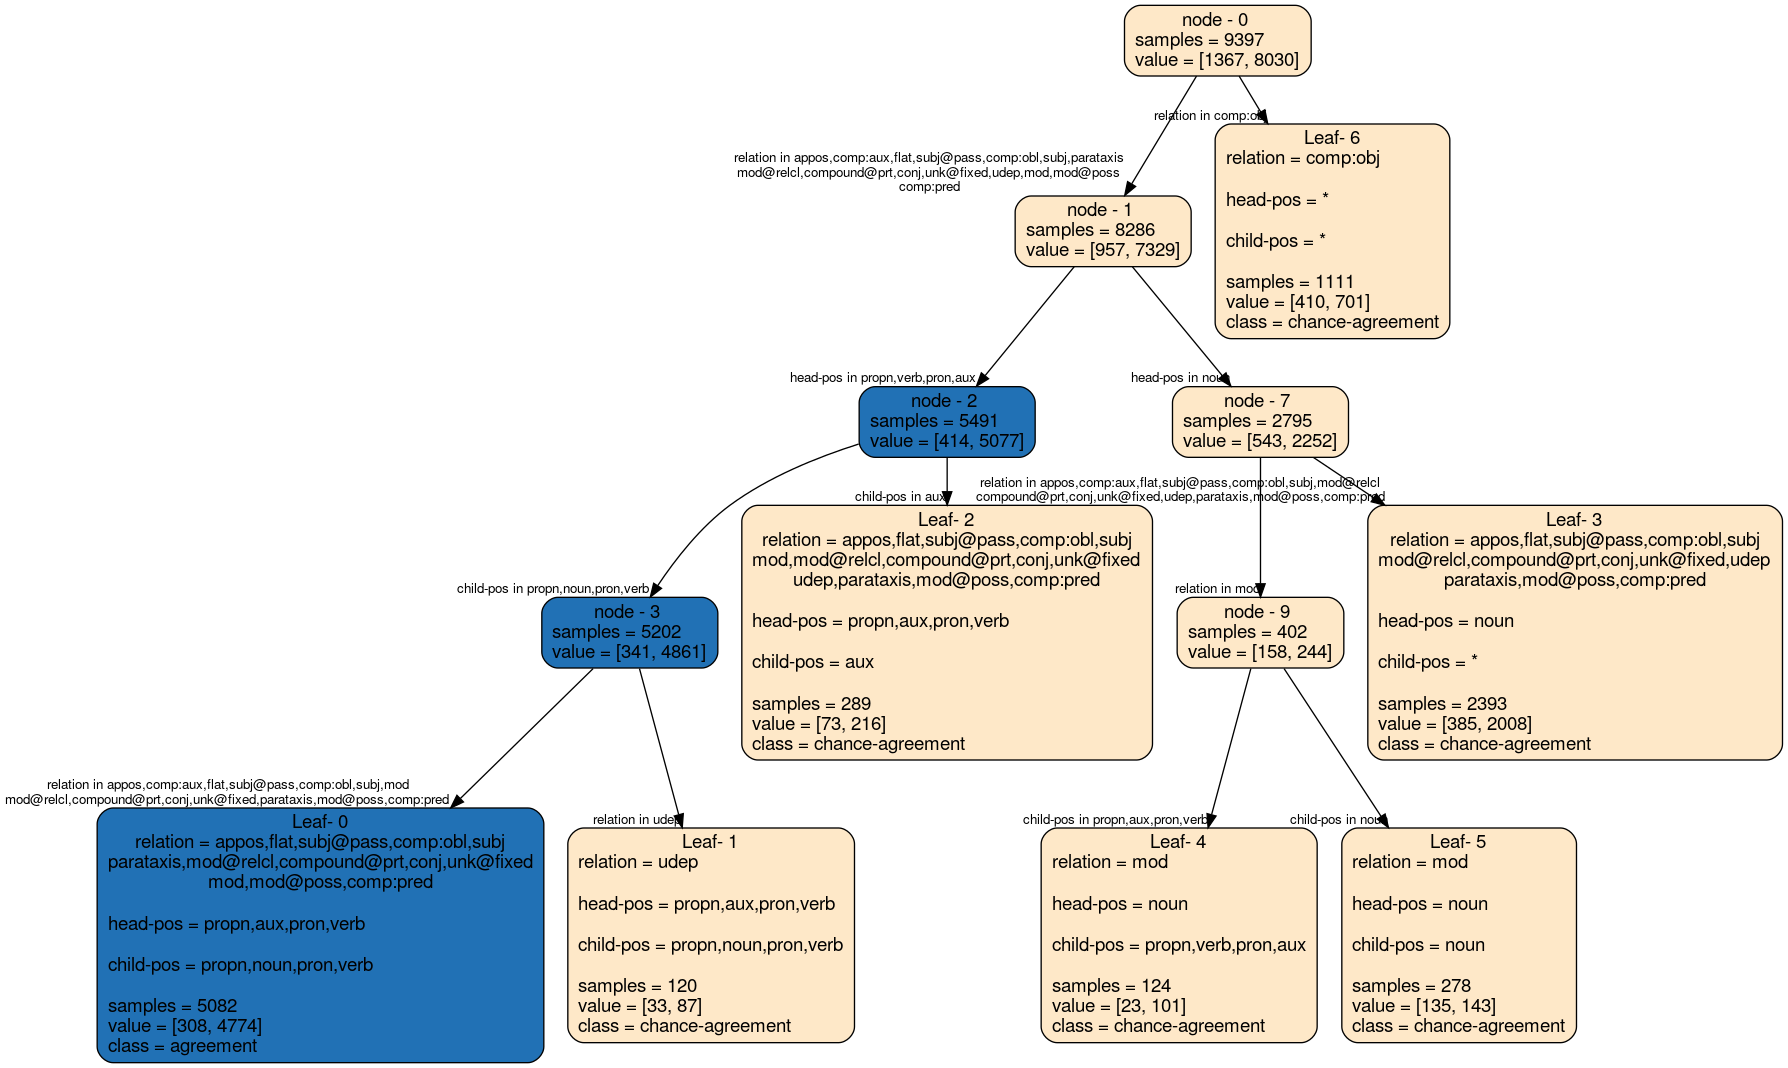 node - 0
samples = 9397
value = [1367, 8030]
relation in comp:obj
Leaf- 6
relation = comp:obj
head-pos = *
child-pos = *
samples = 1111
value = [410, 701]
class = chance-agreement
relation in appos,comp:aux,flat,subj@pass,comp:obl,subj,parataxis
mod@relcl,compound@prt,conj,unk@fixed,udep,mod,mod@poss
comp:pred
node - 1
samples = 8286
value = [957, 7329]
head-pos in propn,verb,pron,aux
node - 2
samples = 5491
value = [414, 5077]
head-pos in noun
node - 7
samples = 2795
value = [543, 2252]
child-pos in aux
Leaf- 2
relation = appos,flat,subj@pass,comp:obl,subj
mod,mod@relcl,compound@prt,conj,unk@fixed
udep,parataxis,mod@poss,comp:pred
head-pos = propn,aux,pron,verb
child-pos = aux
samples = 289
value = [73, 216]
class = chance-agreement
relation in appos,comp:aux,flat,subj@pass,comp:obl,subj,mod@relcl
compound@prt,conj,unk@fixed,udep,parataxis,mod@poss,comp:pred
Leaf- 3
relation = appos,flat,subj@pass,comp:obl,subj
mod@relcl,compound@prt,conj,unk@fixed,udep
parataxis,mod@poss,comp:pred
head-pos = noun
child-pos = *
samples = 2393
value = [385, 2008]
class = chance-agreement
child-pos in propn,noun,pron,verb
node - 3
samples = 5202
value = [341, 4861]
relation in mod
node - 9
samples = 402
value = [158, 244]
relation in appos,comp:aux,flat,subj@pass,comp:obl,subj,mod
mod@relcl,compound@prt,conj,unk@fixed,parataxis,mod@poss,comp:pred
Leaf- 0
relation = appos,flat,subj@pass,comp:obl,subj
parataxis,mod@relcl,compound@prt,conj,unk@fixed
mod,mod@poss,comp:pred
head-pos = propn,aux,pron,verb
child-pos = propn,noun,pron,verb
samples = 5082
value = [308, 4774]
class = agreement
relation in udep
Leaf- 1
relation = udep
head-pos = propn,aux,pron,verb
child-pos = propn,noun,pron,verb
samples = 120
value = [33, 87]
class = chance-agreement
child-pos in propn,aux,pron,verb
Leaf- 4
relation = mod
head-pos = noun
child-pos = propn,verb,pron,aux
samples = 124
value = [23, 101]
class = chance-agreement
child-pos in noun
Leaf- 5
relation = mod
head-pos = noun
child-pos = noun
samples = 278
value = [135, 143]
class = chance-agreement